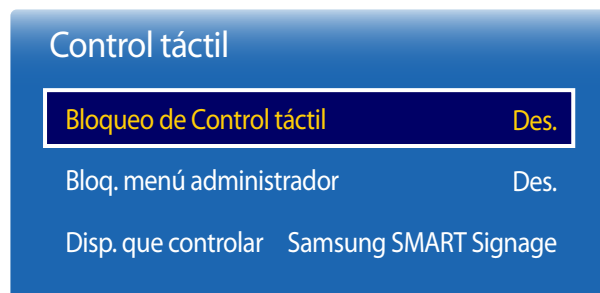 Control táctil
Bloqueo de Control táctil Des.
Bloq. menú administrador Des.
Disp. que controlar Samsung SMART Signage